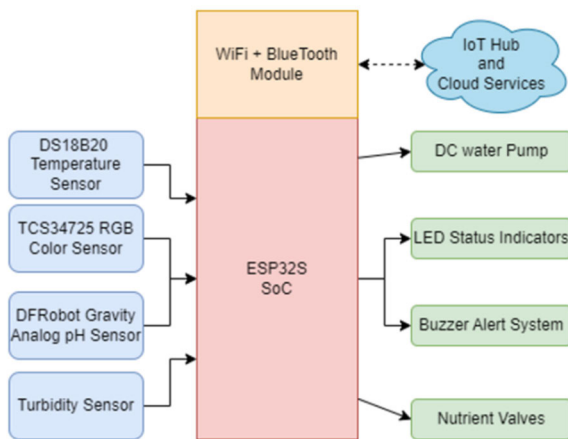 WiFi + BlueTooth
Module
IoT Hub
and
Cloud Services
DS18B20
Temperature
Sensor
TCS34725 RGB
Color Sensor
DFRobot Gravity
Analog pH Sensor
Turbidity Sensor
ESP32S
SoC
DC water Pump
LED Status Indicators
Buzzer Alert System
Nutrient Valves